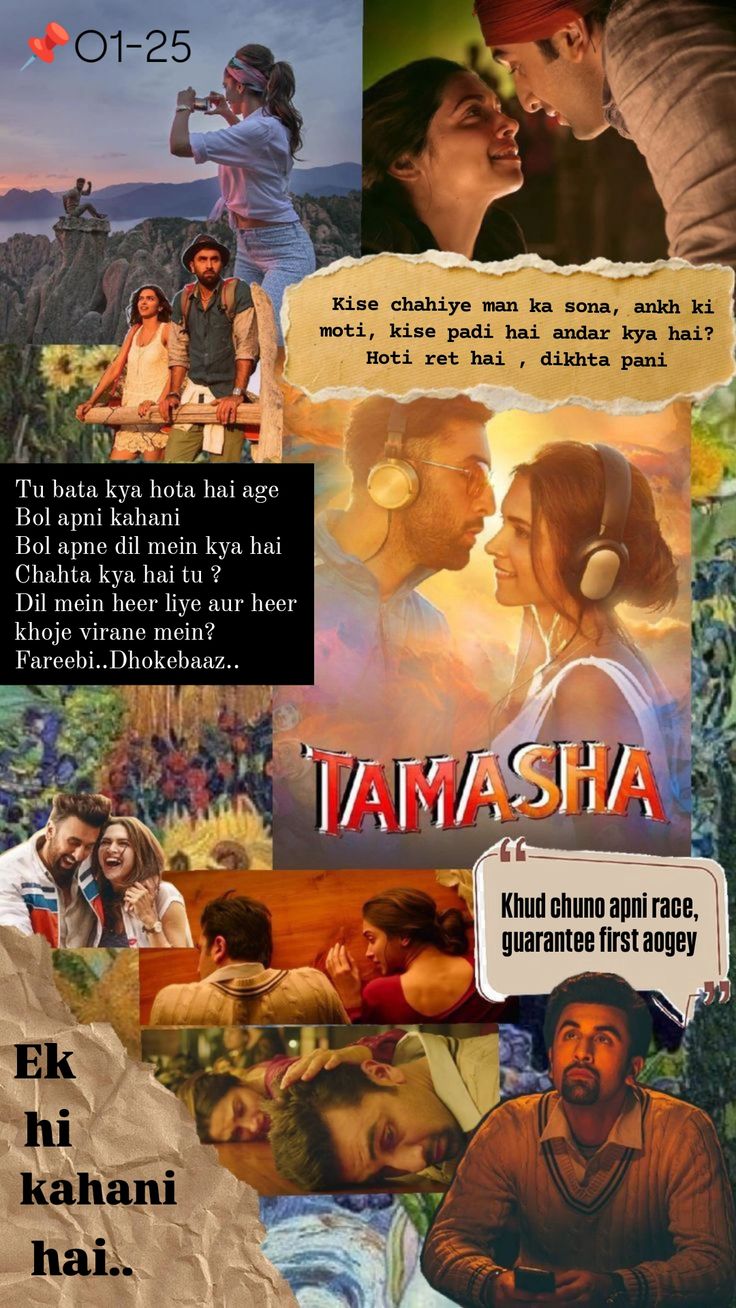 📌01-25
Kise chahiye man ka sona, ankh ki
moti, kise padi hai andar kya hai?
Hoti ret hai , dikhta pani
Tu bata kya hota hai age
Bol apni kahani
Bol apne dil mein kya hai
Chahta kya hai tu ?
Dil mein heer liye aur heer
khoje virane mein?
Fareebi..Dhokebaaz..
TAMASHA
“
Khud chuno apni race,
guarantee first aogey
”
Ek
hi
kahani
hai..